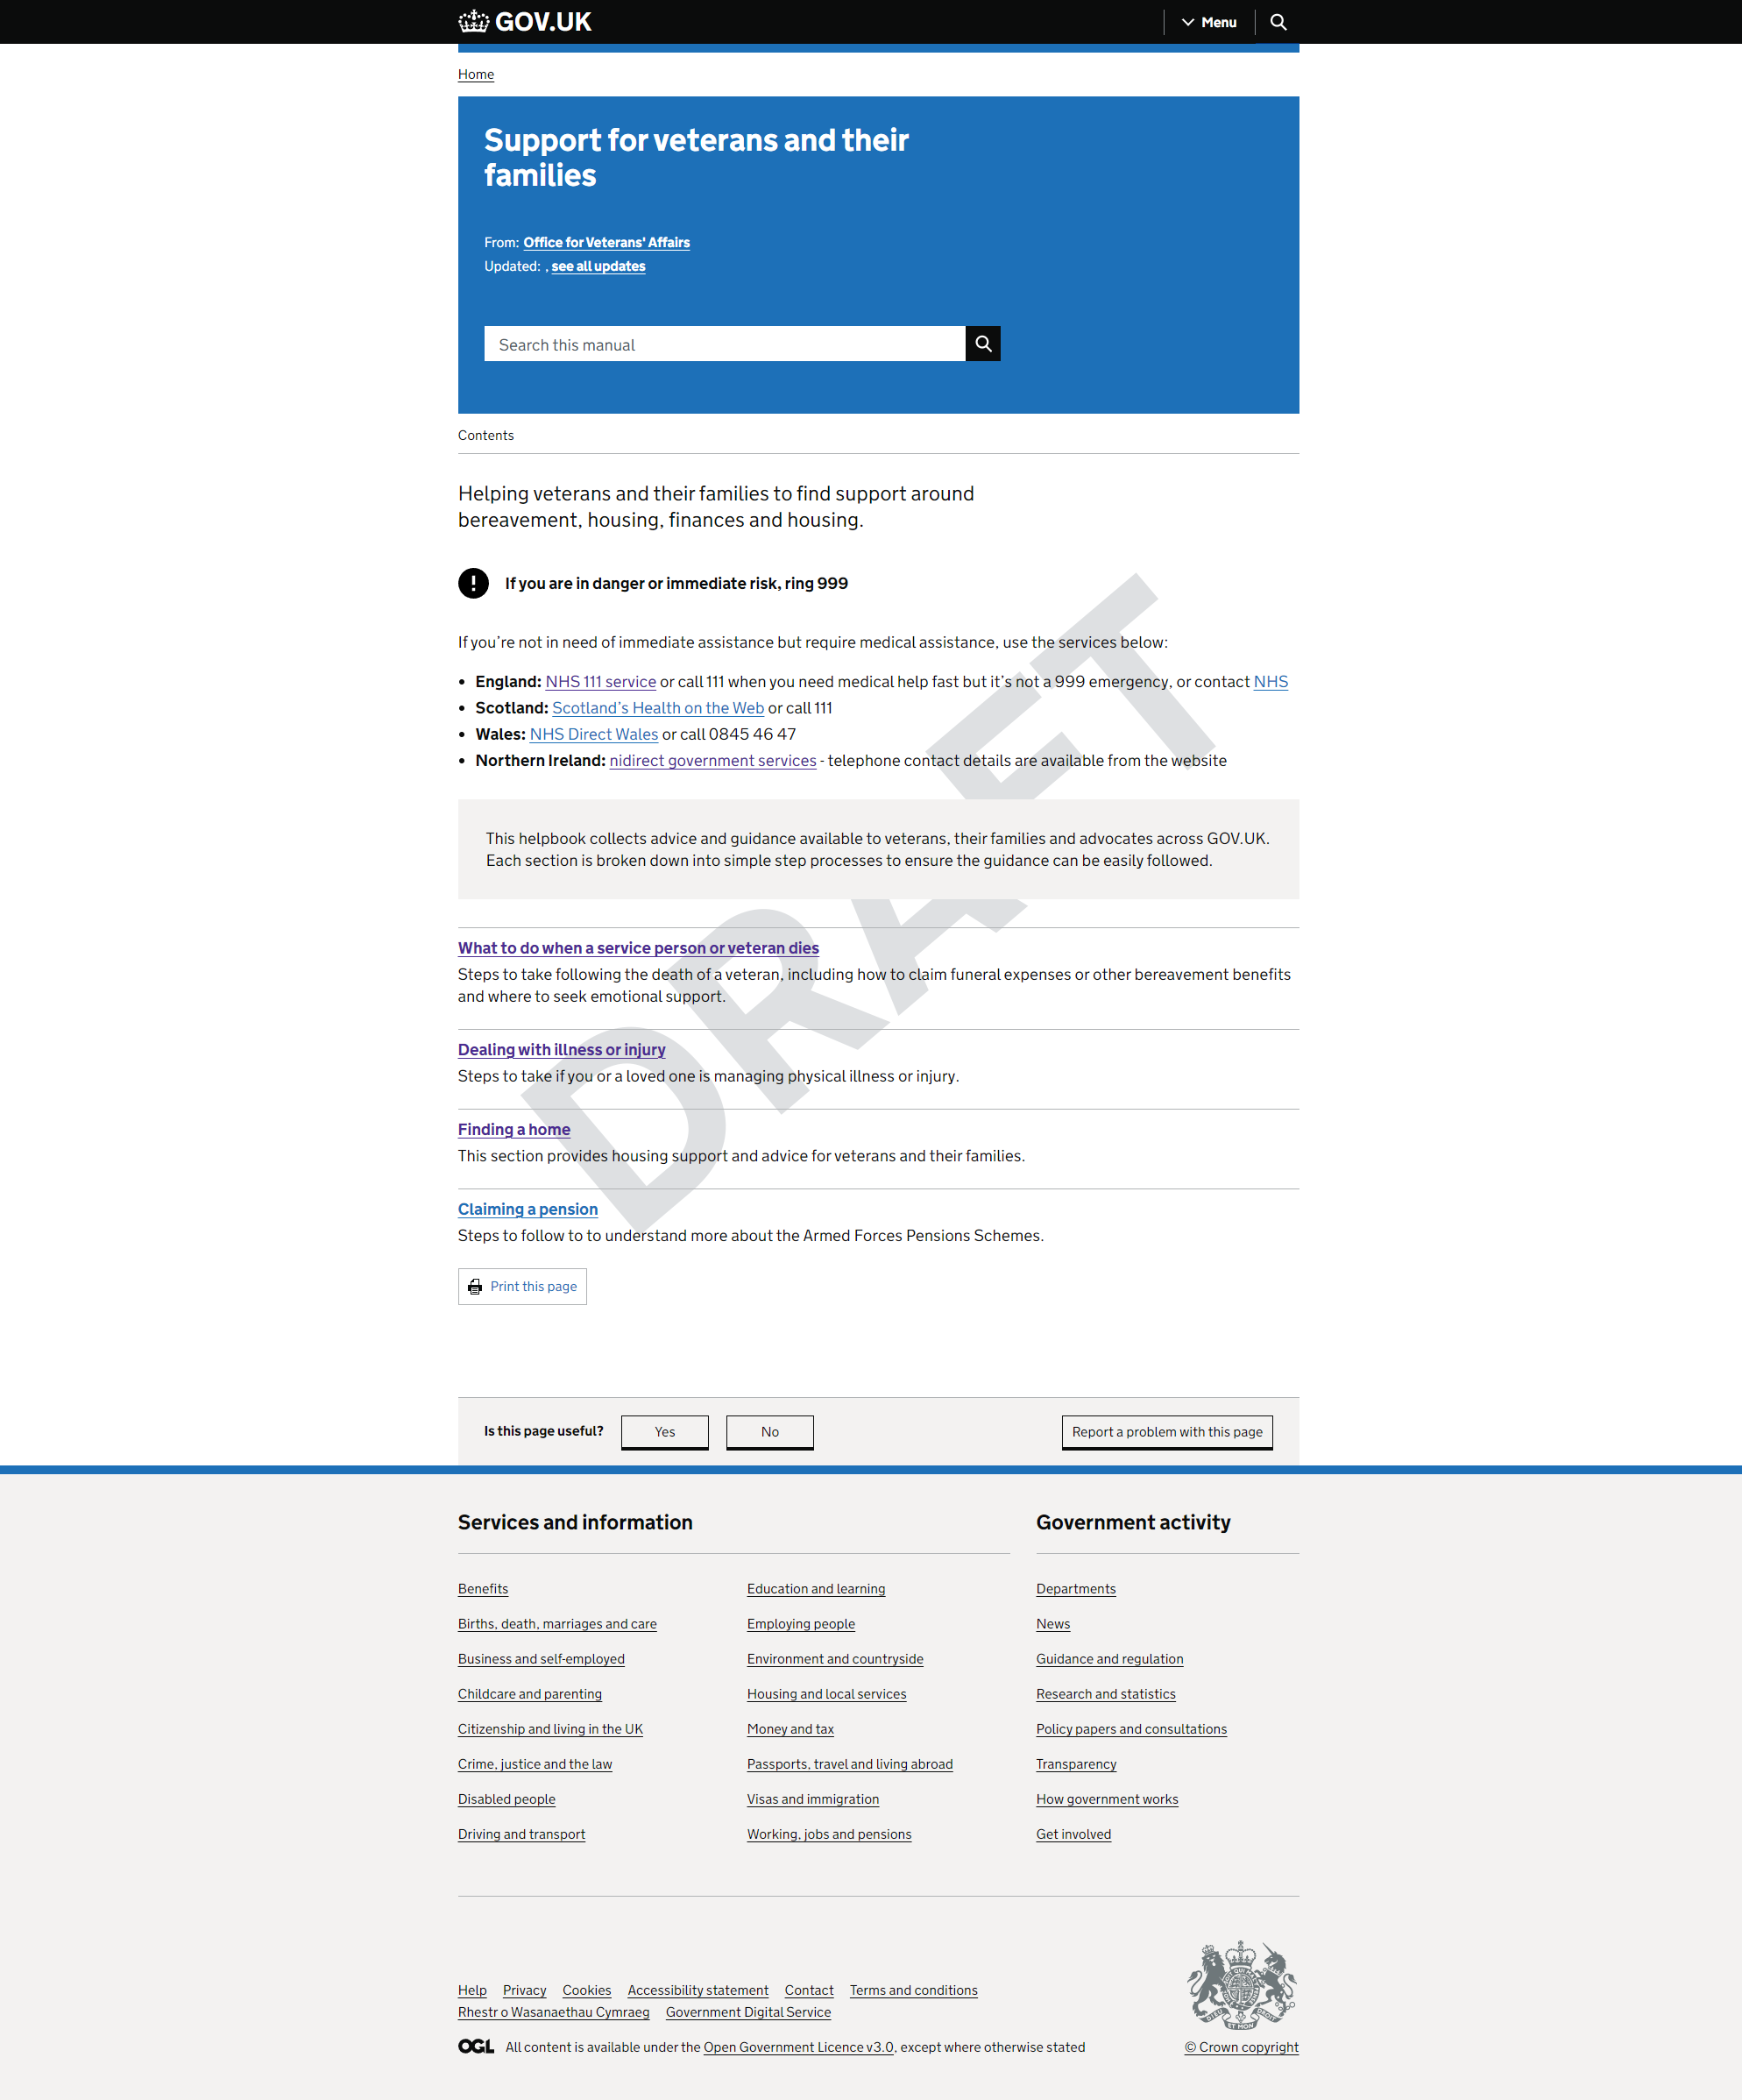 GOV.UK
Menu
Home
Support for veterans and their
families
From: Office for Veterans' Affairs
Updated: , see all updates
Search this manual
Contents
Helping veterans and their families to find support around
bereavement, housing, finances and housing.
! If you are in danger or immediate risk, ring 999
If you’re not in need of immediate assistance but require medical assistance, use the services below:
• England: NHS 111 service or call 111 when you need medical help fast but it’s not a 999 emergency, or contact NHS
• Scotland: Scotland’s Health on the Web or call 111
• Wales: NHS Direct Wales or call 0845 46 47
• Northern Ireland: nidirect government services - telephone contact details are available from the website
DRAFT
This helpbook collects advice and guidance available to veterans, their families and advocates across GOV.UK.
Each section is broken down into simple step processes to ensure the guidance can be easily followed.
What to do when a service person or veteran dies
Steps to take following the death of a veteran, including how to claim funeral expenses or other bereavement benefits
and where to seek emotional support.
Dealing with illness or injury
Steps to take if you or a loved one is managing physical illness or injury.
Finding a home
This section provides housing support and advice for veterans and their families.
Claiming a pension
Steps to follow to to understand more about the Armed Forces Pensions Schemes.
Print this page
Is this page useful?
Yes
No
Report a problem with this page
Services and information
Benefits
Births, death, marriages and care
Business and self-employed
Childcare and parenting
Citizenship and living in the UK
Crime, justice and the law
Disabled people
Driving and transport
Education and learning
Employing people
Environment and countryside
Housing and local services
Money and tax
Passports, travel and living abroad
Visas and immigration
Working, jobs and pensions
Government activity
Departments
News
Guidance and regulation
Research and statistics
Policy papers and consultations
Transparency
How government works
Get involved
Help Privacy Cookies Accessibility statement Contact Terms and conditions
Rhestr o Wasanaethau Cymraeg Government Digital Service
OGL All content is available under the Open Government Licence v3.0, except where otherwise stated
© Crown copyright